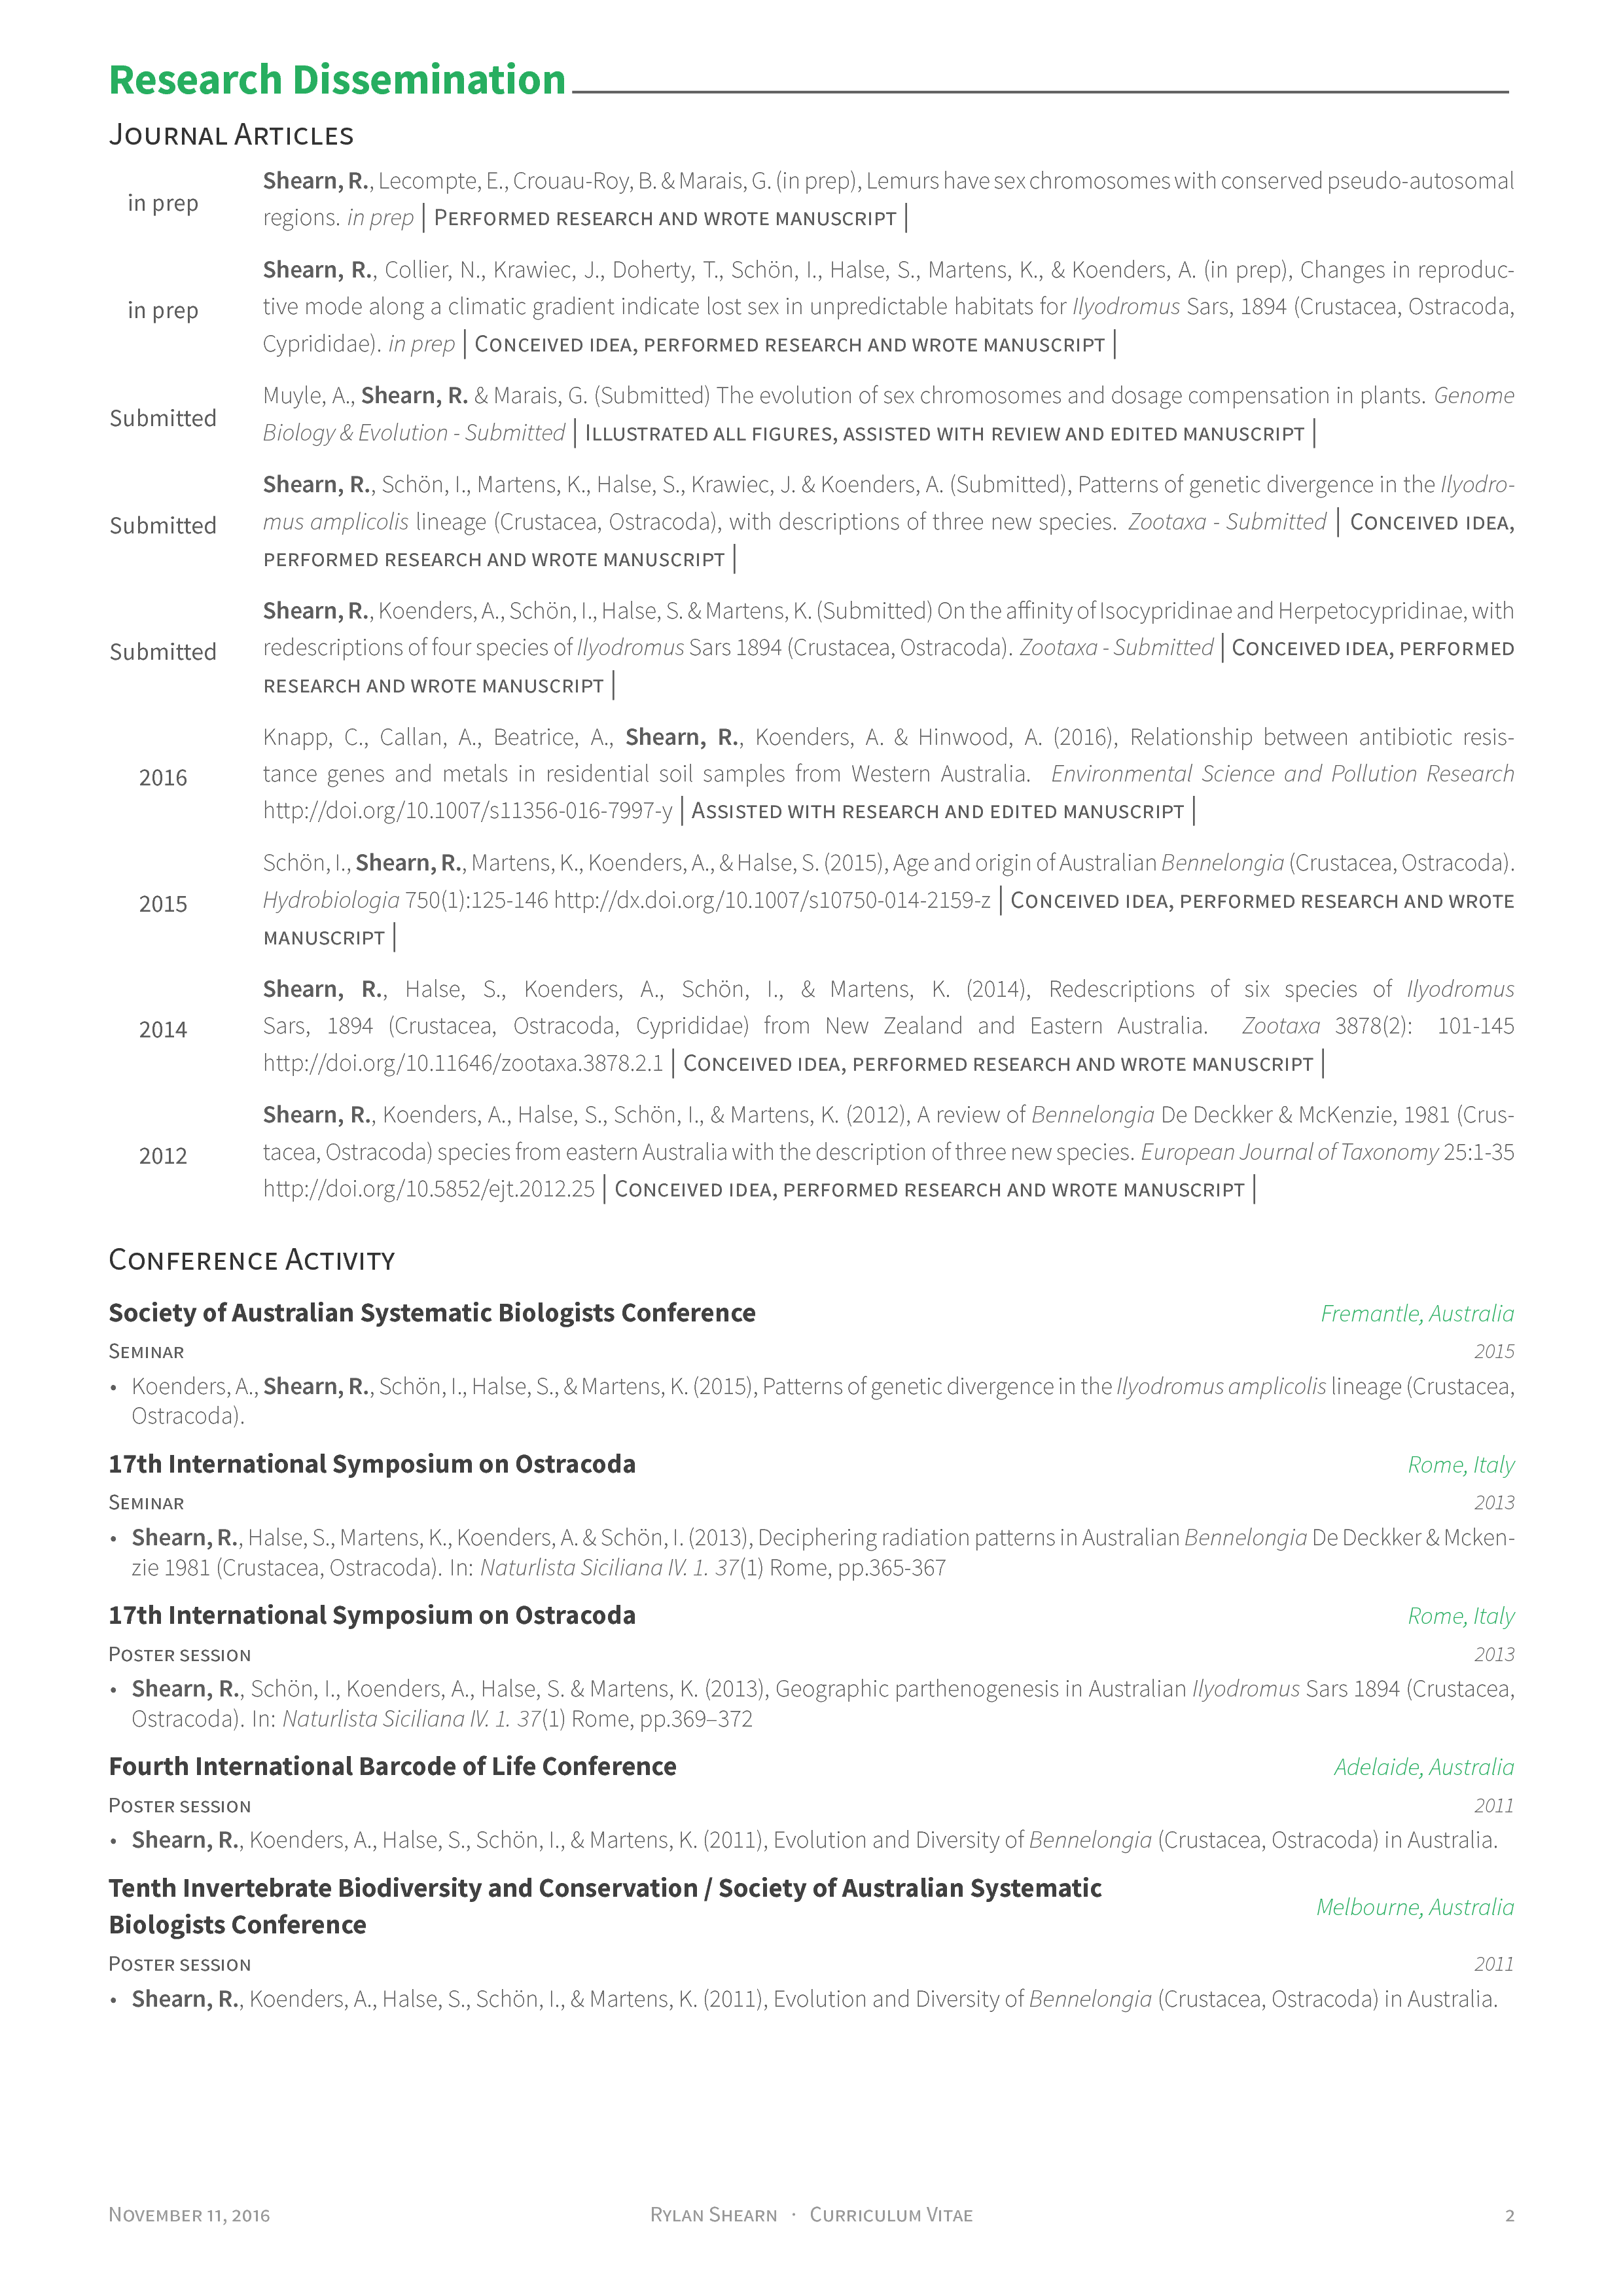 Research Dissemination
Journal Articles
in prep
Shearn, R., Lecompte, E., Crouau-Roy, B. & Marais, G. (in prep), Lemurs have sex chromosomes with conserved pseudo-autosomal
regions. in prep | Performed research and wrote manuscript |
in prep
Shearn, R., Collier, N., Krawiec, J., Doherty, T., Schön, I., Halse, S., Martens, K., & Koenders, A. (in prep), Changes in reproduc-
tive mode along a climatic gradient indicate lost sex in unpredictable habitats for Ilyodromus Sars, 1894 (Crustacea, Ostracoda,
Cyprididae). in prep | Conceived idea, performed research and wrote manuscript |
Submitted
Muyle, A., Shearn, R. & Marais, G. (Submitted) The evolution of sex chromosomes and dosage compensation in plants. Genome
Biology & Evolution - Submitted | Illustrated all figures, assisted with review and edited manuscript |
Submitted
Shearn, R., Schön, I., Martens, K., Halse, S., Krawiec, J. & Koenders, A. (Submitted), Patterns of genetic divergence in the Ilyodro-
mus amplicolis lineage (Crustacea, Ostracoda), with descriptions of three new species. Zootaxa - Submitted | Conceived idea,
performed research and wrote manuscript |
Submitted
Shearn, R., Koenders, A., Schön, I., Halse, S. & Martens, K. (Submitted) On the affinity of Isocypridinae and Herpetocypridinae, with
redescriptions of four species of Ilyodromus Sars 1894 (Crustacea, Ostracoda). Zootaxa - Submitted | Conceived idea, performed
research and wrote manuscript |
2016
Knapp, C., Callan, A., Beatrice, A., Shearn, R., Koenders, A. & Hinwood, A. (2016), Relationship between antibiotic resis-
tance genes and metals in residential soil samples from Western Australia. Environmental Science and Pollution Research
http://doi.org/10.1007/s11356-016-7997-y | Assisted with research and edited manuscript |
2015
Schön, I., Shearn, R., Martens, K., Koenders, A., & Halse, S. (2015), Age and origin of Australian Bennelongia (Crustacea, Ostracoda).
Hydrobiologia 750(1):125-146 http://dx.doi.org/10.1007/s10750-014-2159-z | Conceived idea, performed research and wrote
manuscript |
2014
Shearn, R., Halse, S., Koenders, A., Schön, I., & Martens, K. (2014), Redescriptions of six species of Ilyodromus
Sars, 1894 (Crustacea, Ostracoda, Cyprididae) from New Zealand and Eastern Australia. Zootaxa 3878(2): 101-145
http://doi.org/10.11646/zootaxa.3878.2.1 | Conceived idea, performed research and wrote manuscript |
2012
Shearn, R., Koenders, A., Halse, S., Schön, I., & Martens, K. (2012), A review of Bennelongia De Deckker & McKenzie, 1981 (Crus-
tacea, Ostracoda) species from eastern Australia with the description of three new species. European Journal of Taxonomy 25:1-35
http://doi.org/10.5852/ejt.2012.25 | Conceived idea, performed research and wrote manuscript |
Conference Activity
Society of Australian Systematic Biologists Conference Fremantle, Australia
Seminar 2015
• Koenders, A., Shearn, R., Schön, I., Halse, S., & Martens, K. (2015), Patterns of genetic divergence in the Ilyodromus amplicolis lineage (Crustacea,
Ostracoda).
17th International Symposium on Ostracoda Rome, Italy
Seminar 2013
• Shearn, R., Halse, S., Martens, K., Koenders, A. & Schön, I. (2013), Deciphering radiation patterns in Australian Bennelongia De Deckker & Mcken-
zie 1981 (Crustacea, Ostracoda). In: Naturlista Siciliana IV. 1. 37(1) Rome, pp.365-367
17th International Symposium on Ostracoda Rome, Italy
Poster session 2013
• Shearn, R., Schön, I., Koenders, A., Halse, S. & Martens, K. (2013), Geographic parthenogenesis in Australian Ilyodromus Sars 1894 (Crustacea,
Ostracoda). In: Naturlista Siciliana IV. 1. 37(1) Rome, pp.369–372
Fourth International Barcode of Life Conference Adelaide, Australia
Poster session 2011
• Shearn, R., Koenders, A., Halse, S., Schön, I., & Martens, K. (2011), Evolution and Diversity of Bennelongia (Crustacea, Ostracoda) in Australia.
Tenth Invertebrate Biodiversity and Conservation / Society of Australian Systematic
Biologists Conference Melbourne, Australia
Poster session 2011
• Shearn, R., Koenders, A., Halse, S., Schön, I., & Martens, K. (2011), Evolution and Diversity of Bennelongia (Crustacea, Ostracoda) in Australia.
November 11, 2016 Rylan Shearn · Curriculum Vitae 2